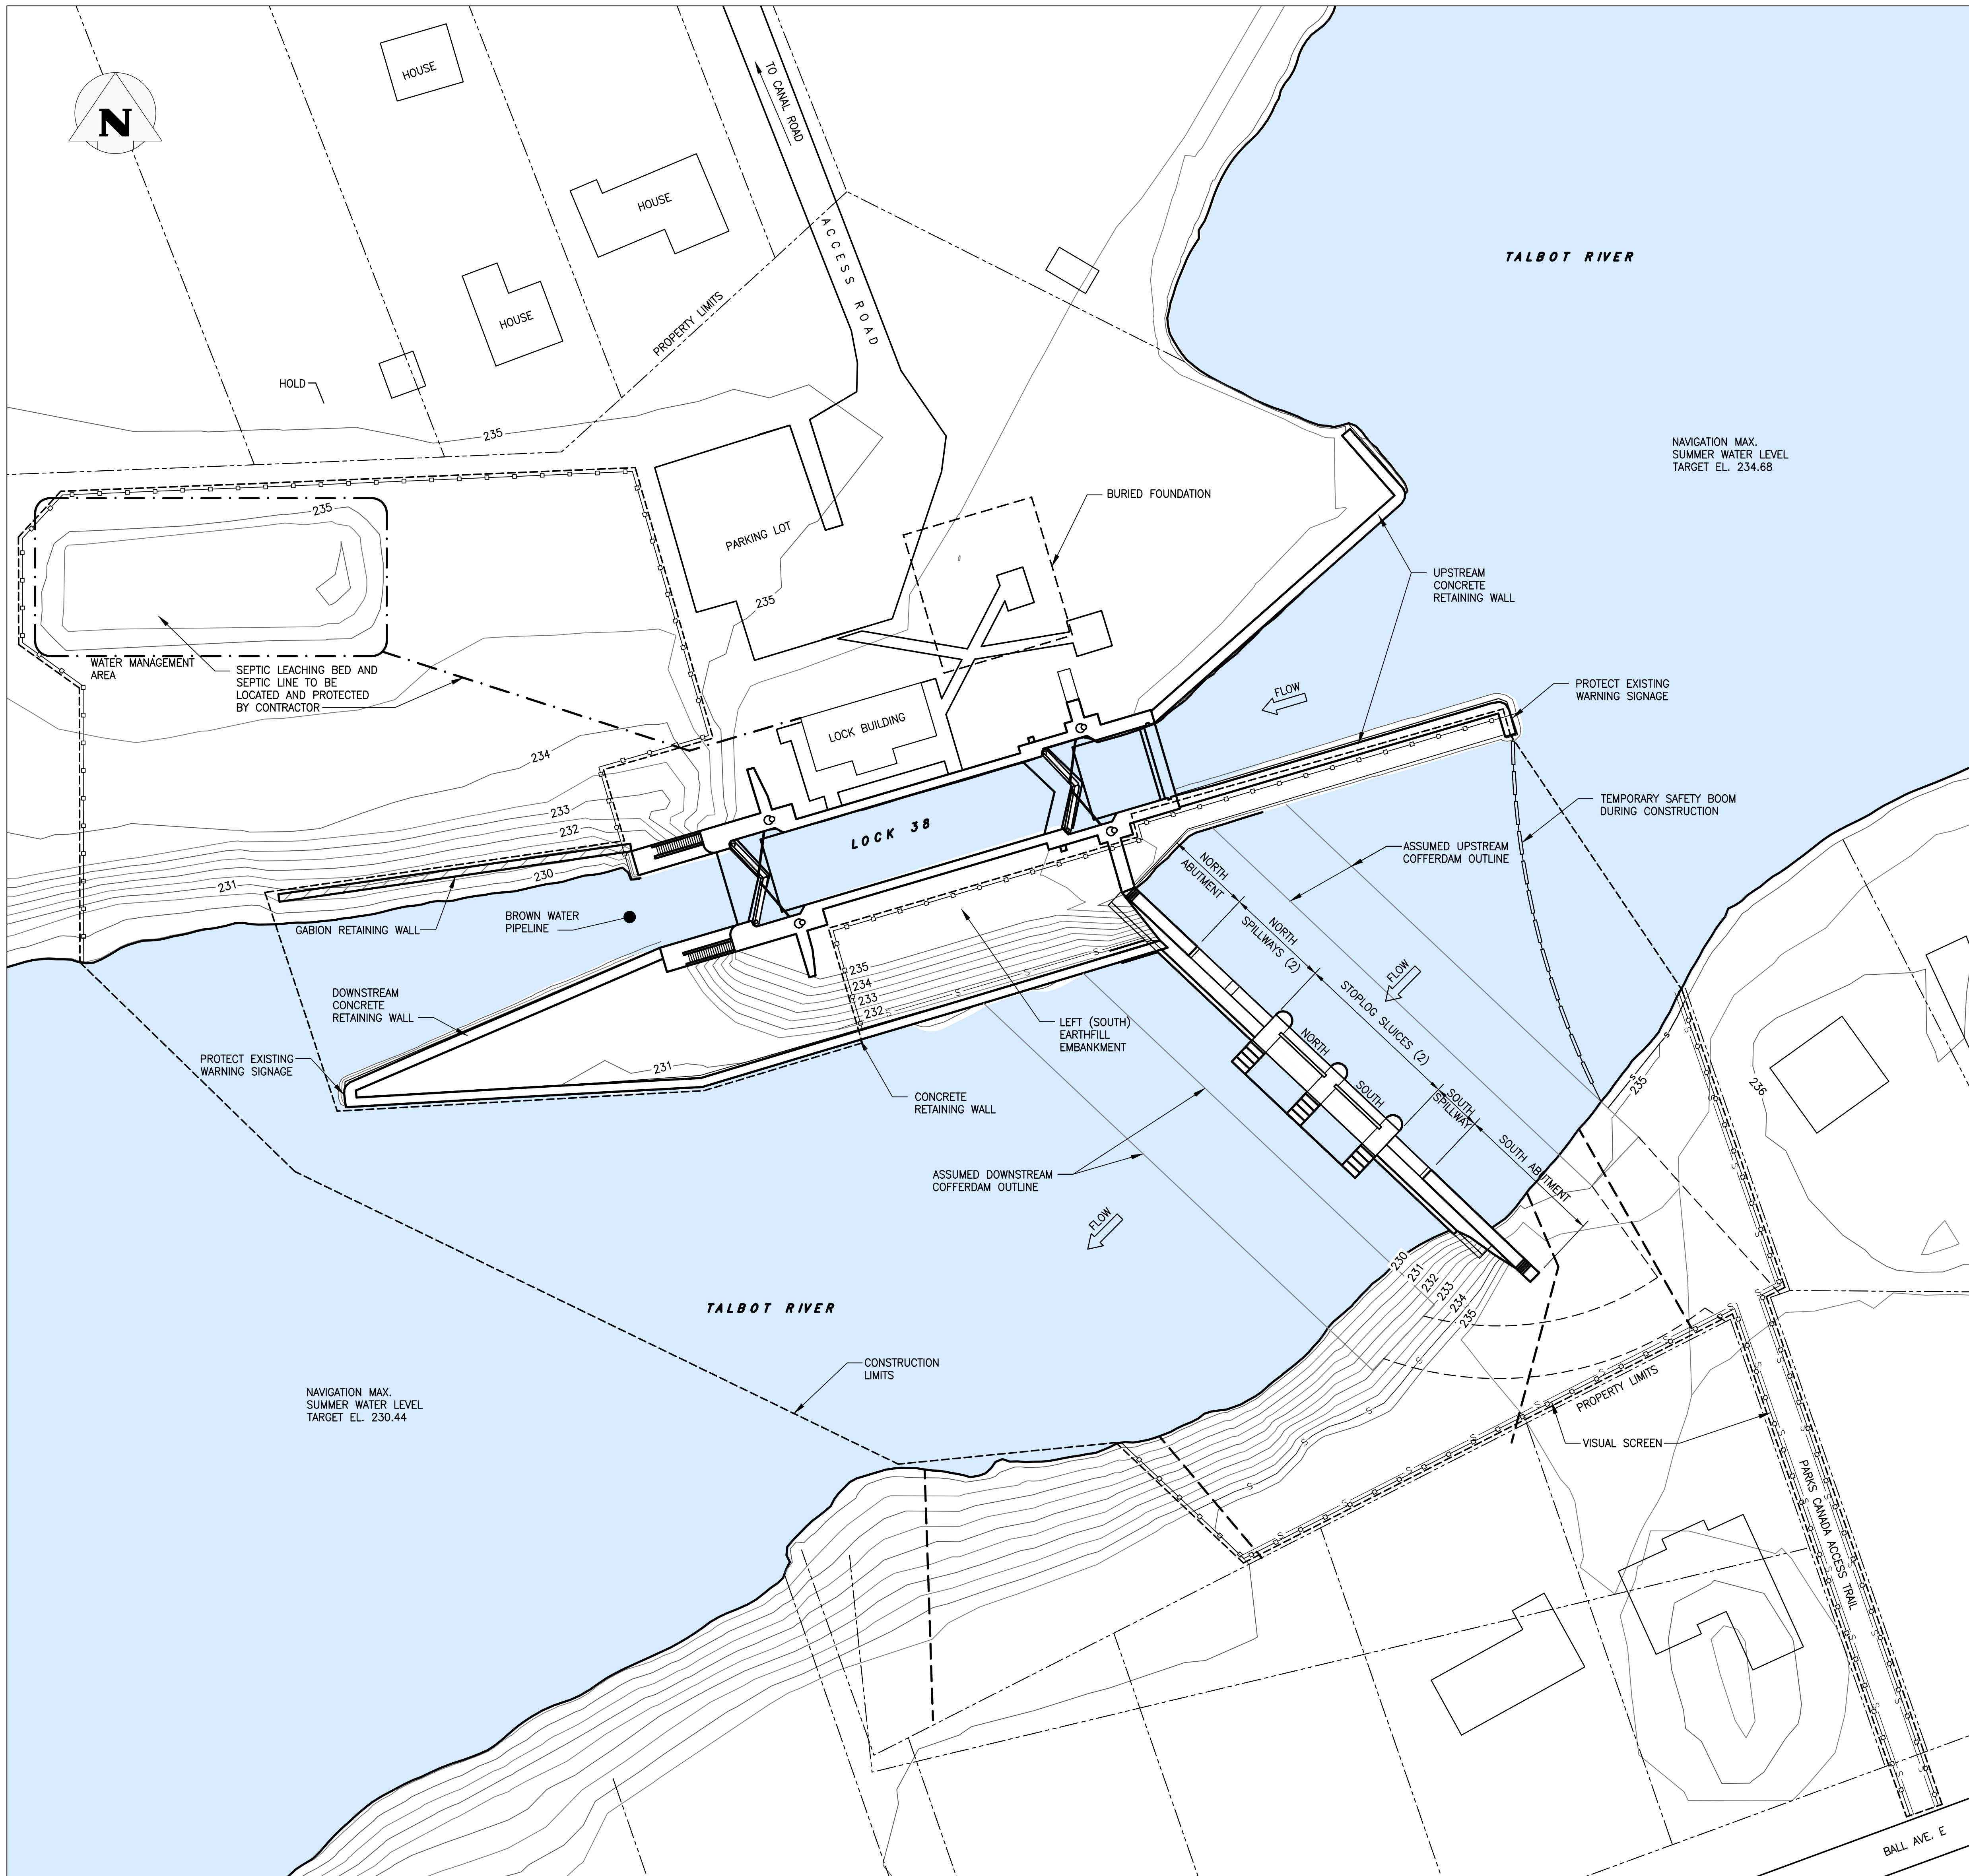 N
HOUSE
TO CANAL ROAD
HOUSE
ACCESS ROAD
HOUSE
PROPERTY LIMITS
TALBOT RIVER
HOLD
235
NAVIGATION MAX.
SUMMER WATER LEVEL
TARGET EL. 234.68
235
BURIED FOUNDATION
PARKING LOT
235
UPSTREAM
CONCRETE
RETAINING WALL
WATER MANAGEMENT
AREA
SEPTIC LEACHING BED AND
SEPTIC LINE TO BE
LOCATED AND PROTECTED
BY CONTRACTOR
FLOW
PROTECT EXISTING
WARNING SIGNAGE
LOCK BUILDING
234
233
232
231
230
LOCK 38
TEMPORARY SAFETY BOOM
DURING CONSTRUCTION
ASSUMED UPSTREAM
COFFERDAM OUTLINE
NORTH
ABUTMENT
NORTH
SPILLWAYS (2)
GABION RETAINING WALL
BROWN WATER
PIPELINE
FLOW
STOPLOG SLUICES (2)
235
234
233
232
DOWNSTREAM
CONCRETE
RETAINING WALL
LEFT (SOUTH)
EARTHFILL
EMBANKMENT
NORTH
SOUTH
SOUTH
SPILLWAY
SOUTH ABUTMENT
PROTECT EXISTING
WARNING SIGNAGE
231
235
236
CONCRETE
RETAINING WALL
ASSUMED DOWNSTREAM
COFFERDAM OUTLINE
FLOW
230
231
232
233
234
235
TALBOT RIVER
CONSTRUCTION
LIMITS
NAVIGATION MAX.
SUMMER WATER LEVEL
TARGET EL. 230.44
PROPERTY LIMITS
VISUAL SCREEN
PARKS CANADA ACCESS TRAIL
BALL AVE. E